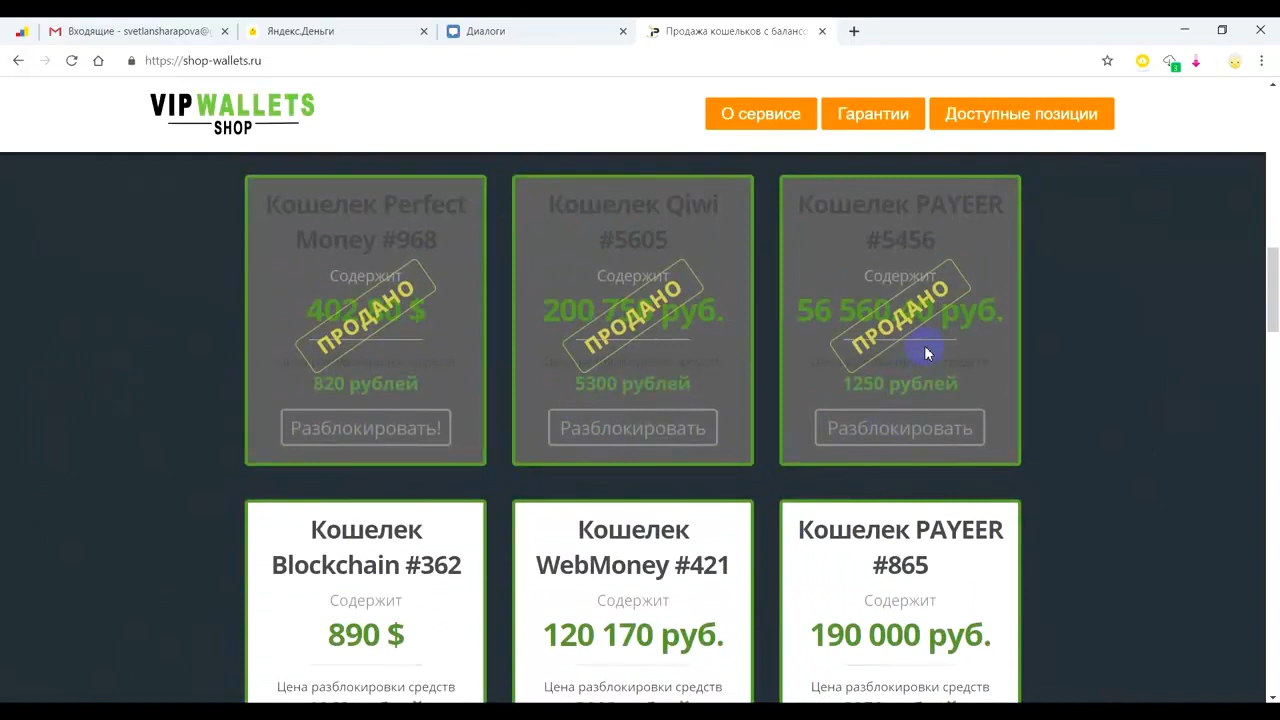 Входящие - svetlansharapova@
Яндекс.Деньги
Диалоги
Продажа кошельков с баланс
https://shop-wallets.ru
VIP WALLETS
SHOP
О сервисе
Гарантии
Доступные позиции
Кошелек Perfect
Money #968
Содержит
ПРОДАНО
820 рублей
Разблокировать!
Кошелек Qiwi
#5605
Содержит
200 750 руб.
ПРОДАНО
5300 рублей
Разблокировать
Кошелек PAYEER
#5456
Содержит
ПРОДАНО
1250 рублей
Разблокировать
Кошелек
Blockchain #362
Содержит
890 $
Цена разблокировки средств
Кошелек
WebMoney #421
Содержит
120 170 руб.
Цена разблокировки средств
Кошелек PAYEER
#865
Содержит
190 000 руб.
Цена разблокировки средств